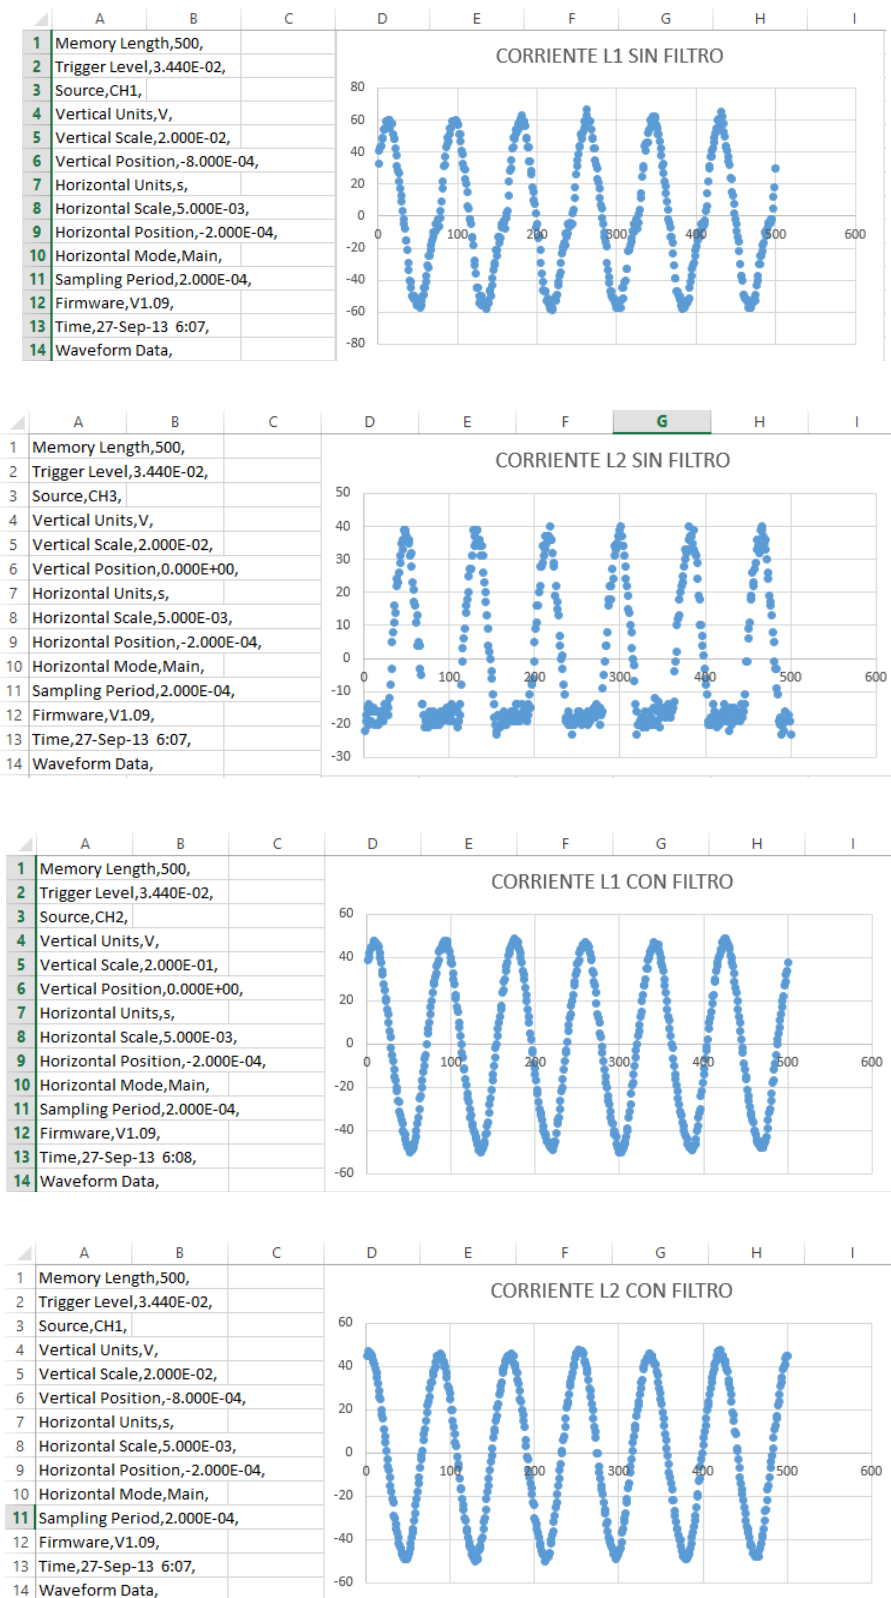 A B C D E F G H I
1 Memory Length,500,
2 Trigger Level,3.440E-02,
3 Source,CH1,
4 Vertical Units,V,
5 Vertical Scale,2.000E-02,
6 Vertical Position,-8.000E-04,
7 Horizontal Units,s,
8 Horizontal Scale,5.000E-03,
9 Horizontal Position,-2.000E-04,
10 Horizontal Mode,Main,
11 Sampling Period,2.000E-04,
12 Firmware,V1.09,
13 Time,27-Sep-13 6:07,
14 Waveform Data,
CORRIENTE L1 SIN FILTRO
80
60
40
20
0
-20
-40
-60
-80
0 100 200 300 400 500 600
A B C D E F G H I
1 Memory Length,500,
2 Trigger Level,3.440E-02,
3 Source,CH3,
4 Vertical Units,V,
5 Vertical Scale,2.000E-02,
6 Vertical Position,0.000E+00,
7 Horizontal Units,s,
8 Horizontal Scale,5.000E-03,
9 Horizontal Position,-2.000E-04,
10 Horizontal Mode,Main,
11 Sampling Period,2.000E-04,
12 Firmware,V1.09,
13 Time,27-Sep-13 6:07,
14 Waveform Data,
CORRIENTE L2 SIN FILTRO
50
40
30
20
10
0
-10
-20
-30
0 100 200 300 400 500 600
A B C D E F G H I
1 Memory Length,500,
2 Trigger Level,3.440E-02,
3 Source,CH2,
4 Vertical Units,V,
5 Vertical Scale,2.000E-01,
6 Vertical Position,0.000E+00,
7 Horizontal Units,s,
8 Horizontal Scale,5.000E-03,
9 Horizontal Position,-2.000E-04,
10 Horizontal Mode,Main,
11 Sampling Period,2.000E-04,
12 Firmware,V1.09,
13 Time,27-Sep-13 6:08,
14 Waveform Data,
CORRIENTE L1 CON FILTRO
60
40
20
0
-20
-40
-60
0 100 200 300 400 500 600
A B C D E F G H I
1 Memory Length,500,
2 Trigger Level,3.440E-02,
3 Source,CH1,
4 Vertical Units,V,
5 Vertical Scale,2.000E-02,
6 Vertical Position,-8.000E-04,
7 Horizontal Units,s,
8 Horizontal Scale,5.000E-03,
9 Horizontal Position,-2.000E-04,
10 Horizontal Mode,Main,
11 Sampling Period,2.000E-04,
12 Firmware,V1.09,
13 Time,27-Sep-13 6:07,
14 Waveform Data,
CORRIENTE L2 CON FILTRO
60
40
20
0
-20
-40
-60
0 100 200 300 400 500 600